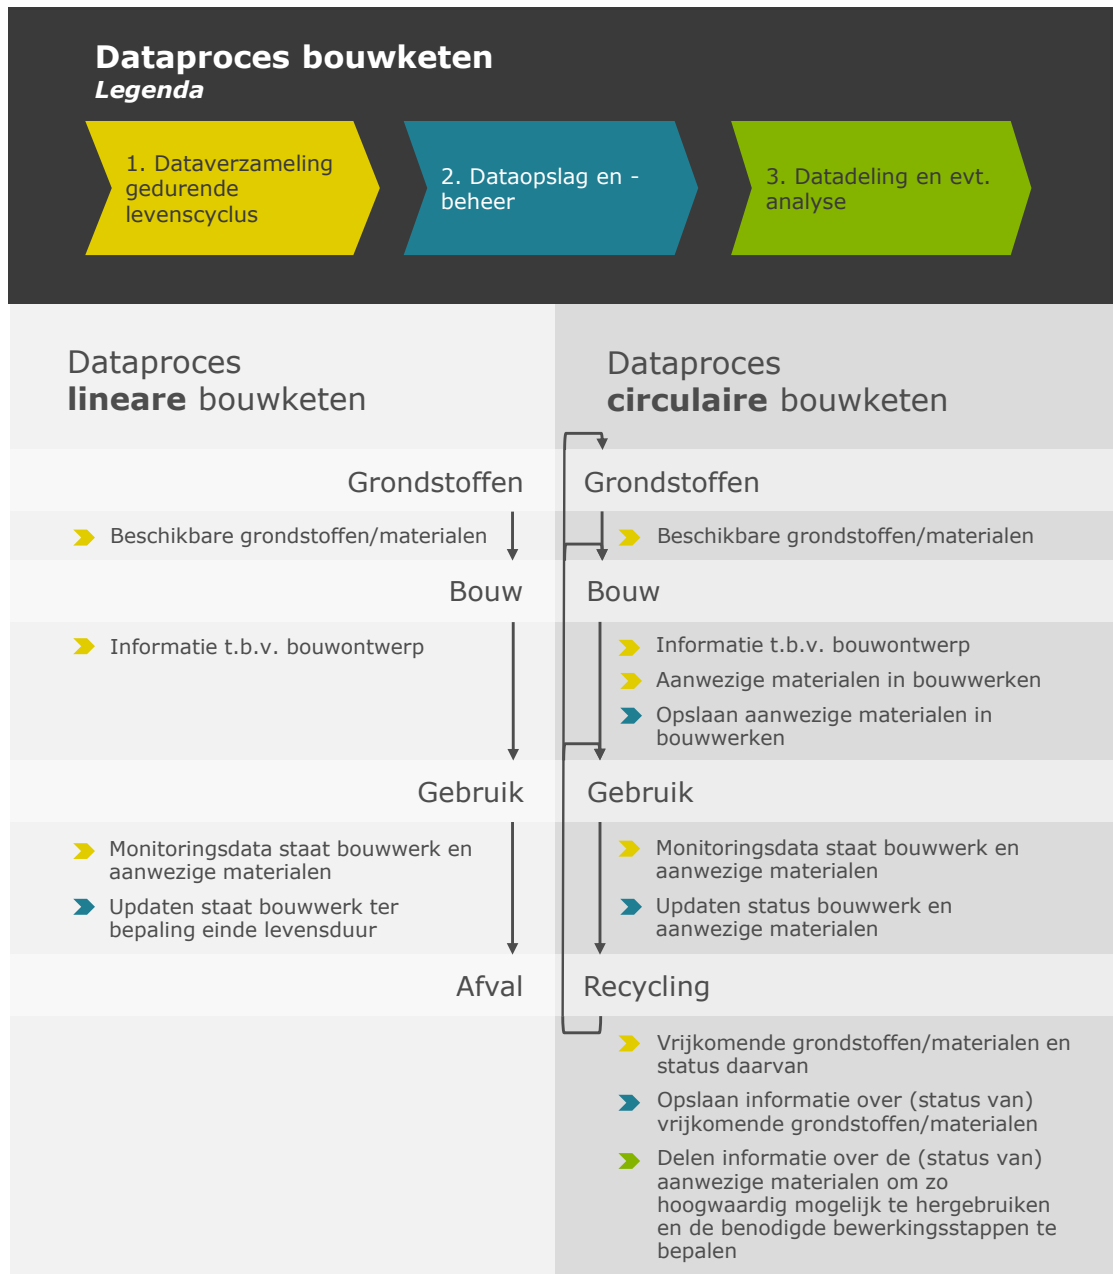 Dataproces bouwketen
Legenda
1. Dataverzameling
gedurende
levenscyclus
2. Dataopslag en -
beheer
3. Datadeling en evt.
analyse
Dataproces
lineare bouwketen
Grondstoffen
Beschikbare grondstoffen/materialen
Bouw
Informatie t.b.v. bouwontwerp
Gebruik
Monitoringsdata staat bouwwerk en
aanwezige materialen
Updaten staat bouwwerk ter
bepaling einde levensduur
Afval
Dataproces
circulaire bouwketen
Grondstoffen
Beschikbare grondstoffen/materialen
Bouw
Informatie t.b.v. bouwontwerp
Aanwezige materialen in bouwwerken
Opslaan aanwezige materialen in
bouwwerken
Gebruik
Monitoringsdata staat bouwwerk en
aanwezige materialen
Updaten status bouwwerk en
aanwezige materialen
Recycling
Vrijkomende grondstoffen/materialen en
status daarvan
Opslaan informatie over (status van)
vrijkomende grondstoffen/materialen
Delen informatie over de (status van)
aanwezige materialen om zo
hoogwaardig mogelijk te hergebruiken
en de benodigde bewerkingsstappen te
bepalen